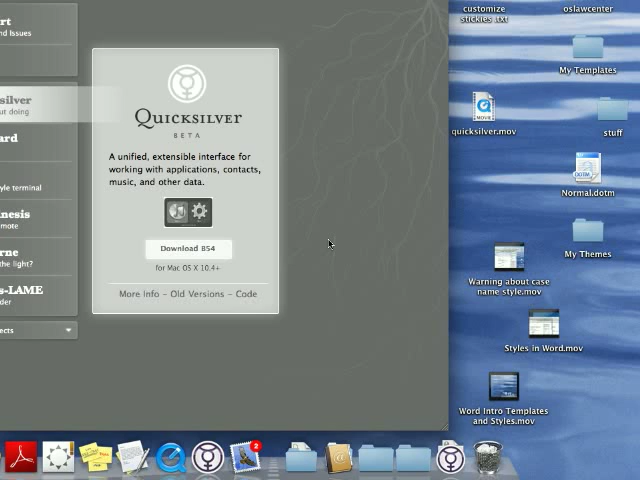 rt
nd Issues
silver
ut doing
ard
yle terminal
nesis
mote
rne
the light?
s-LAME
der
ects
QUICKSILVER
BETA
A unified, extensible interface for
working with applications, contacts,
music, and other data.
Download B54
for Mac OS X 10.4+
More Info - Old Versions - Code
customize
stickies .txt
oslawcenter
My Templates
MOVIE
quicksilver.mov
stuff
DOTM
Normal.dotm
My Themes
Warning about case
name style.mov
Styles in Word.mov
Word Intro Templates
and Styles.mov
2